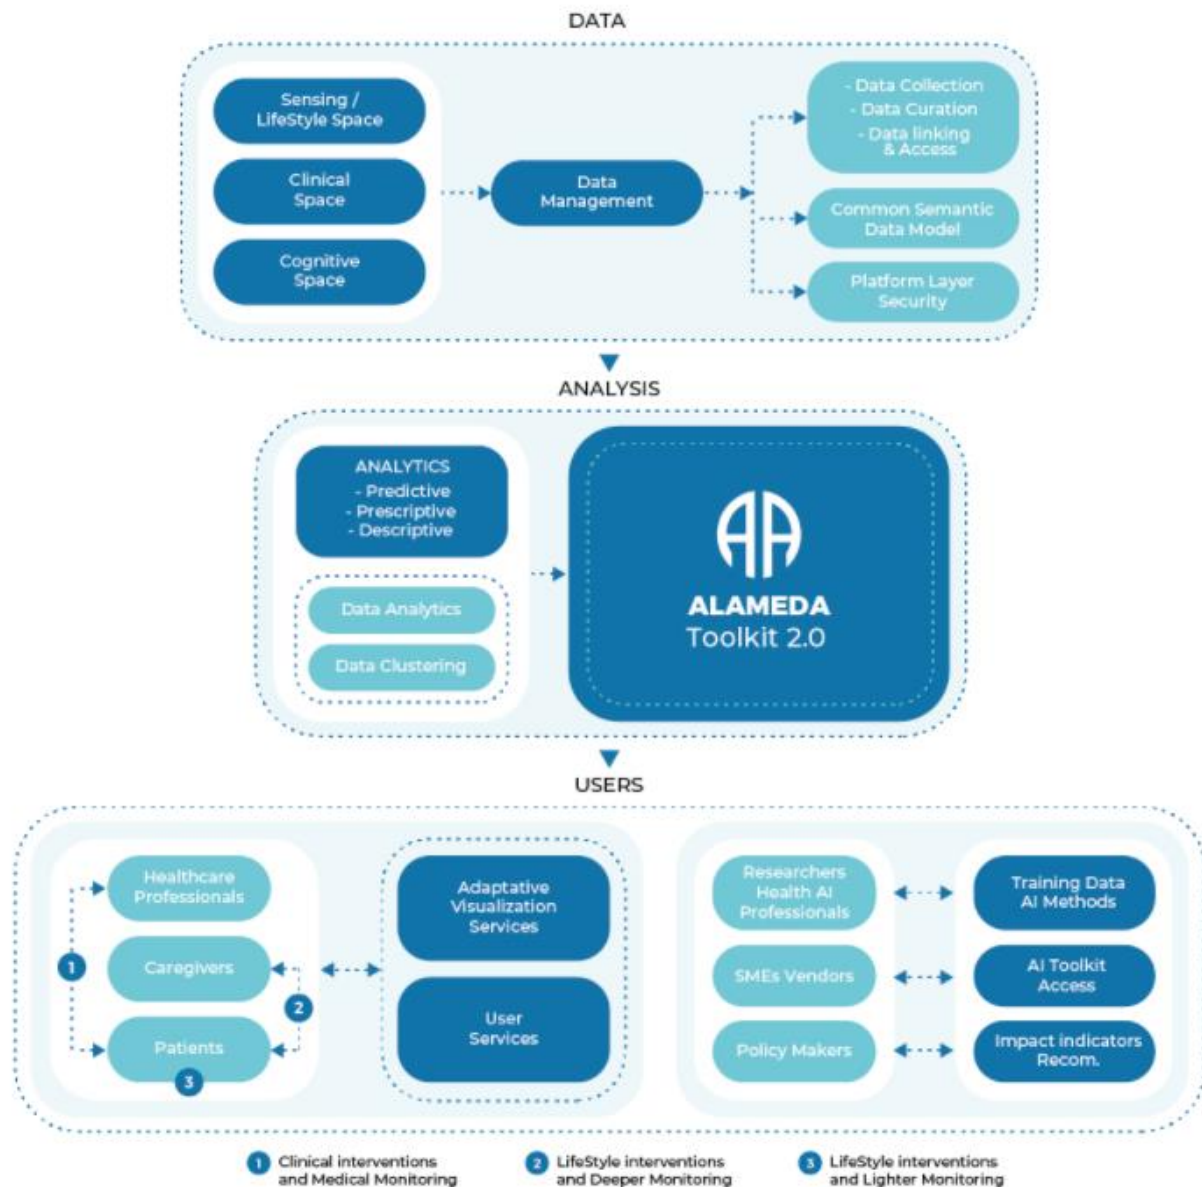 DATA
Sensing /
LifeStyle Space
Clinical
Space
Cognitive
Space
Data
Management
- Data Collection
- Data Curation
- Data linking
& Access
Common Semantic
Data Model
Platform Layer
Security
ANALYSIS
ANALYTICS
- Predictive
- Prescriptive
- Descriptive
Data Analytics
Data Clustering
AA
ALAMEDA
Toolkit 2.0
USERS
Healthcare
Professionals
Caregivers
Patients
1
2
3
Adaptative
Visualization
Services
User
Services
Researchers
Health AI
Professionals
SMEs Vendors
Policy Makers
Training Data
AI Methods
AI Toolkit
Access
Impact indicators
Recom.
1 Clinical interventions
and Medical Monitoring
2 LifeStyle interventions
and Deeper Monitoring
3 LifeStyle interventions
and Lighter Monitoring